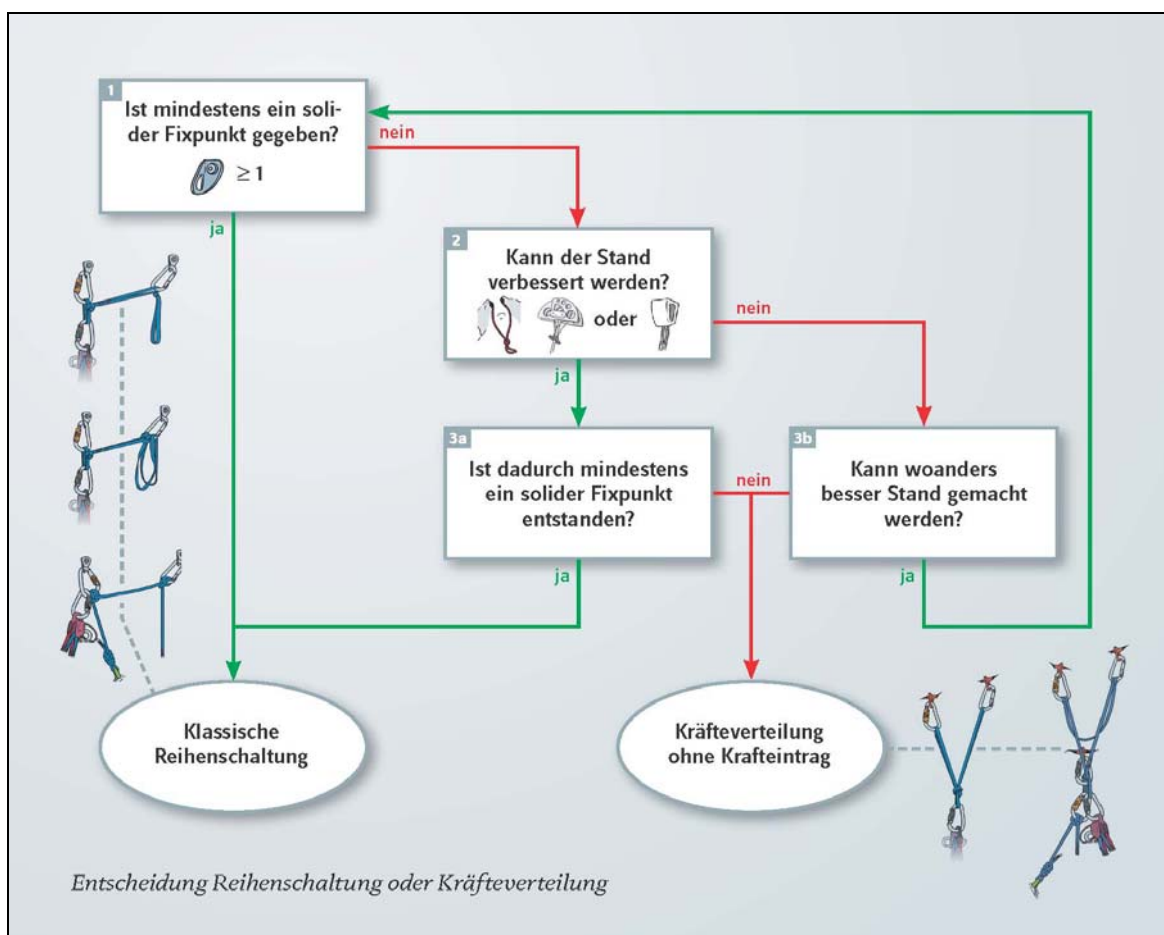 1
Ist mindestens ein soli-
der Fixpunkt gegeben?
≥ 1
nein
ja
2
Kann der Stand
verbessert werden?
oder
nein
ja
3a
Ist dadurch mindestens
ein solider Fixpunkt
entstanden?
nein
3b
Kann woanders
besser Stand gemacht
werden?
ja
ja
Klassische
Reihenschaltung
Kräfteverteilung
ohne Krafteintrag
Entscheidung Reihenschaltung oder Kräfteverteilung